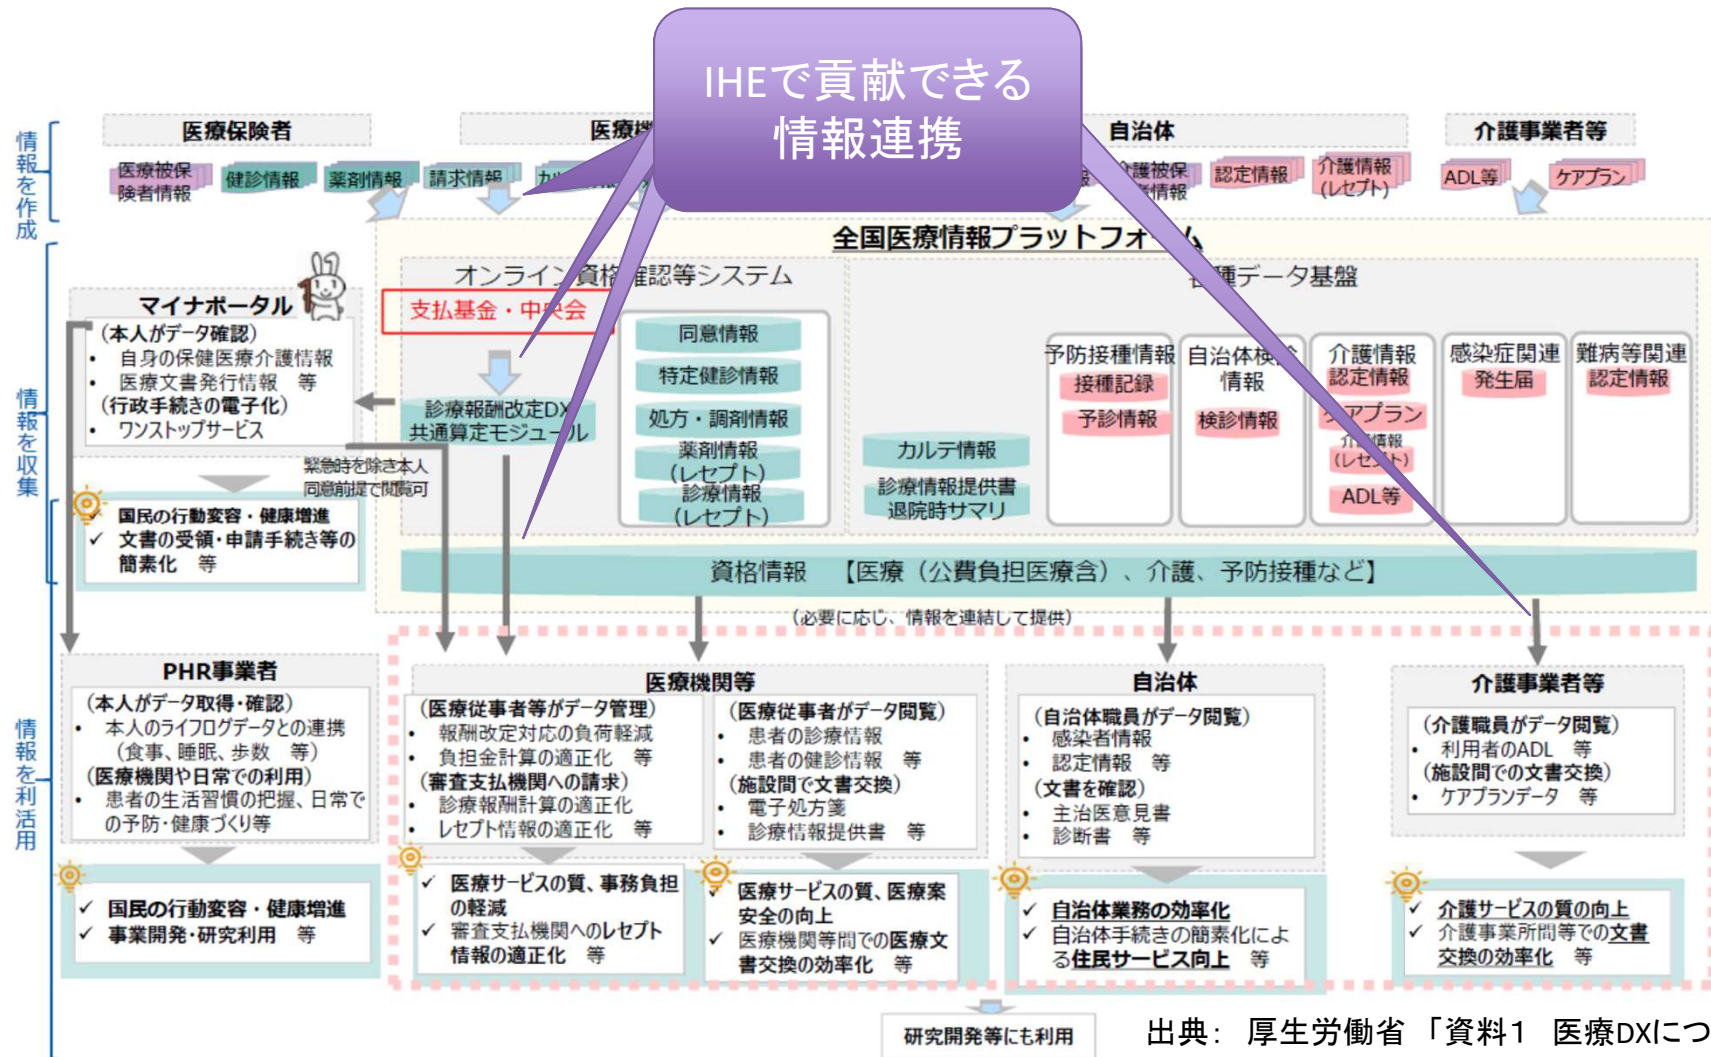 IHEで貢献できる
情報連携
情報を作成
医療保険者
医療機
自治体
介護事業者等
医療被保
険者情報
健診情報
薬剤情報
請求情報
介護被保
認定情報
介護情報
(レセプト)
ADL等
ケアプラン
全国医療情報プラットフォーム
オンライン資格確認等システム
各種データ基盤
情報を収集
マイナポータル
(本人がデータ確認)
• 自身の保健医療介護情報
• 医療文書発行情報 等
(行政手続きの電子化)
• ワンストップサービス
支払基金・中央会
診療報酬改定DX
共通算定モジュール
同意情報
特定健診情報
処方・調剤情報
薬剤情報
(レセプト)
診療情報
(レセプト)
カルテ情報
診療情報提供書
退院時サマリ
予防接種情報
接種記録
予診情報
自治体検診
情報
検診情報
介護情報
認定情報
ケアプラン
介護情報
(レセプト)
ADL等
感染症関連
発生届
難病等関連
認定情報
緊急時を除き本人
同意前提で閲覧可
✓ 国民の行動変容・健康増進
✓ 文書の受領・申請手続き等の
簡素化 等
資格情報 【医療（公費負担医療含）、介護、予防接種など】
(必要に応じ、情報を連結して提供)
情報を利活用
PHR事業者
(本人がデータ取得・確認)
• 本人のライフログデータとの連携
(食事、睡眠、歩数 等)
(医療機関や日常での利用)
• 患者の生活習慣の把握、日常で
の予防・健康づくり等
✓ 国民の行動変容・健康増進
✓ 事業開発・研究利用 等
医療機関等
(医療従事者等がデータ管理)
• 報酬改定対応の負荷軽減
• 負担金計算の適正化 等
(審査支払機関への請求)
• 診療報酬計算の適正化
• レセプト情報の適正化 等
(医療従事者がデータ閲覧)
• 患者の診療情報
• 患者の健診情報 等
(施設間で文書交換)
• 電子処方箋
• 診療情報提供書 等
✓ 医療サービスの質、事務負担
の軽減
✓ 審査支払機関へのレセプト
情報の適正化 等
✓ 医療サービスの質、医療案
安全の向上
✓ 医療機関等間での医療文
書交換の効率化 等
自治体
(自治体職員がデータ閲覧)
• 感染者情報
• 認定情報 等
(文書を確認)
• 主治医意見書
• 診断書 等
✓ 自治体業務の効率化
✓ 自治体手続きの簡素化によ
る住民サービス向上 等
介護事業者等
(介護職員がデータ閲覧)
• 利用者のADL 等
(施設間での文書交換)
• ケアプランデータ 等
✓ 介護サービスの質の向上
✓ 介護事業所間等での文書
交換の効率化 等
研究開発等にも利用
出典： 厚生労働省 「資料１ 医療DXにつ